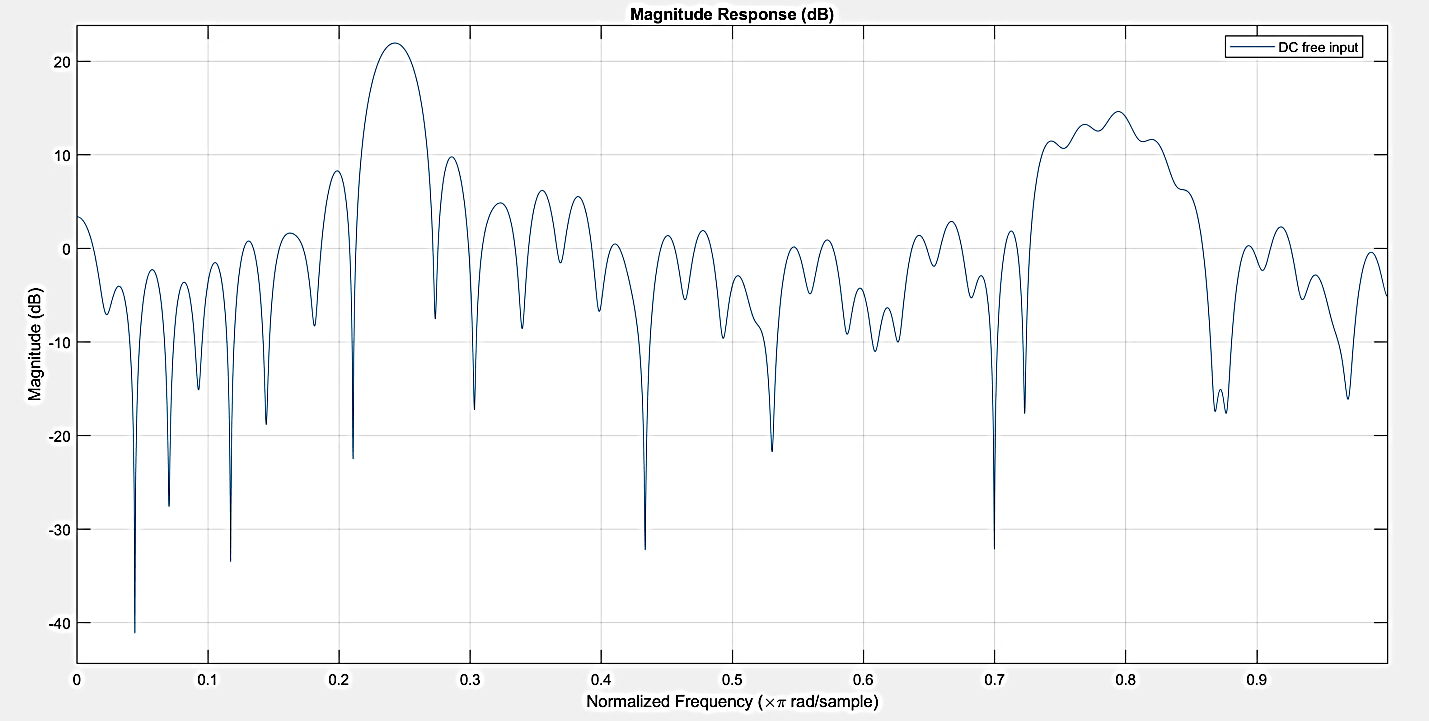 Magnitude Response (dB)
DC free input
Magnitude (dB)
20
10
0
-10
-20
-30
-40
0 0.1 0.2 0.3 0.4 0.5 0.6 0.7 0.8 0.9
Normalized Frequency (×π rad/sample)